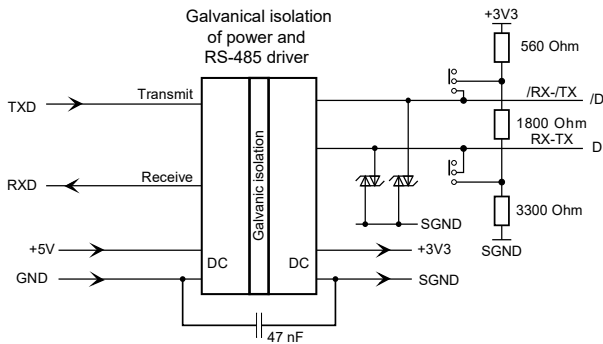 Galvanical isolation
of power and
RS-485 driver
+3V3
560 Ohm
TXD
Transmit
/RX-/TX
/D
1800 Ohm
RX-TX
D
RXD
Receive
Galvanic isolation
3300 Ohm
SGND
SGND
+5V
DC
DC
+3V3
GND
SGND
47 nF